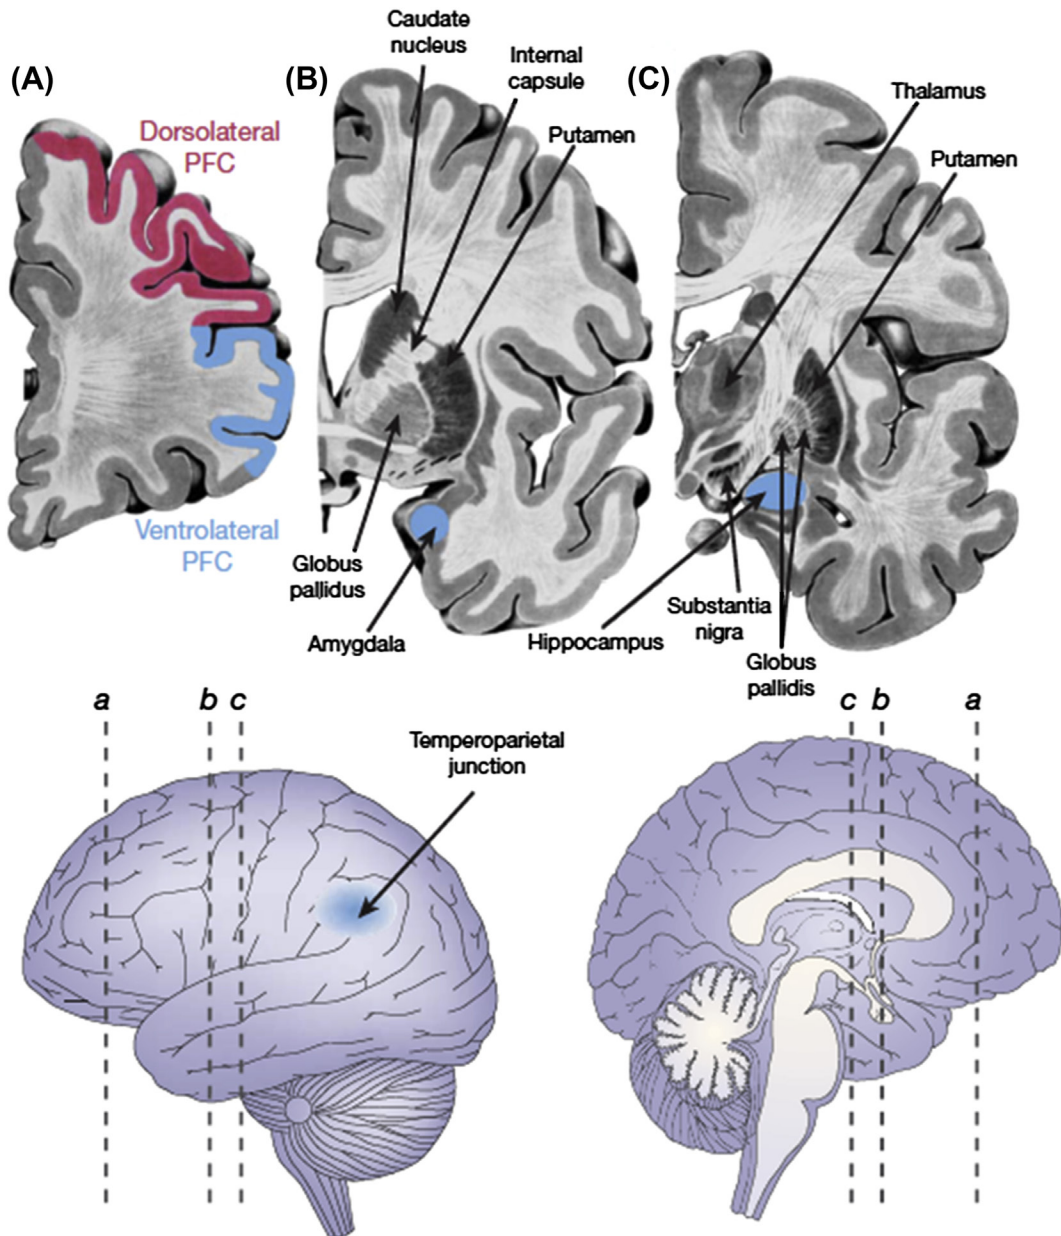 (A)
Dorsolateral
PFC
Ventrolateral
PFC
(B)
Caudate
nucleus
Internal
capsule
Putamen
Globus
pallidus
Amygdala
(C)
Thalamus
Putamen
Hippocampus
Substantia
nigra
Globus
pallidis
a
b
c
Temperoparietal
junction
c
b
a